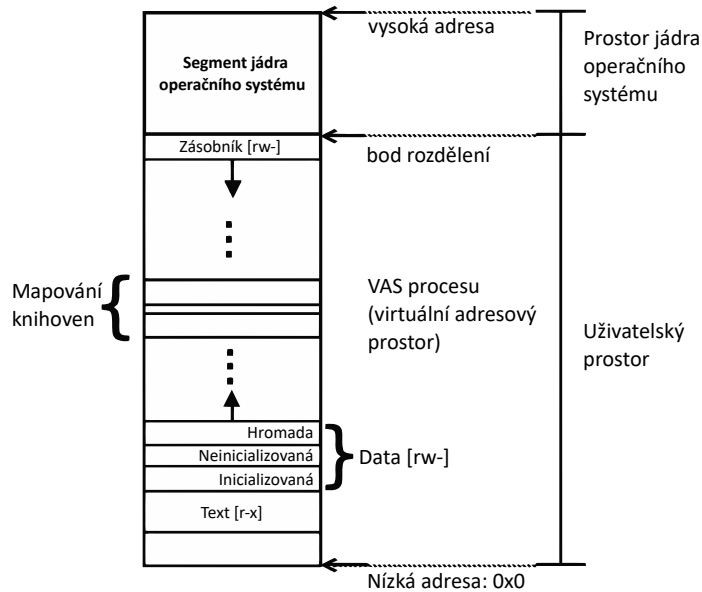 vysoká adresa
Segment jádra
operačního systému
Prostor jádra
operačního
systému
Zásobník [rw-]
bod rozdělení
Mapování
knihoven
VAS procesu
(virtuální adresový
prostor)
Uživatelský
prostor
Hromada
Neinicializovaná
Inicializovaná
Data [rw-]
Text [r-x]
Nízká adresa: 0x0